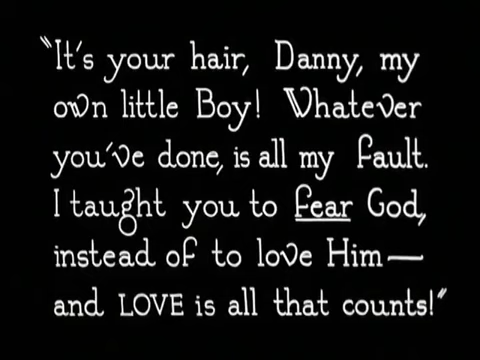 "It's your hair, Danny, my
own little Boy! Whatever
you've done, is all my fault.
I taught you to fear God,
instead of to love Him—
and LOVE is all that counts!"